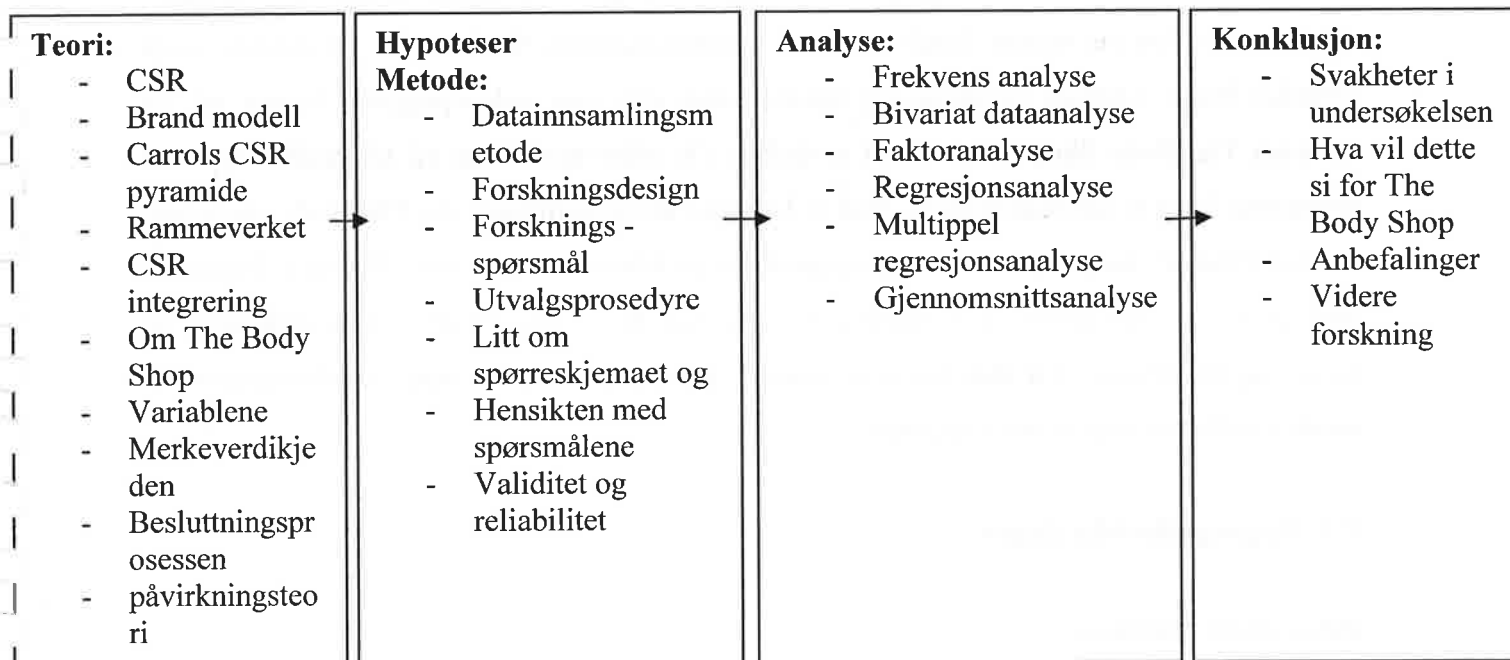 Teori:
- CSR
- Brand modell
- Carrols CSR
pyramide
- Rammeverket
- CSR
integrering
- Om The Body
Shop
- Variablene
- Merkeverdikje
den
- Besluttningspr
osessen
- påvirkningsteo
ri
Hypoteser
Metode:
- Datainnsamlingsm
etode
- Forskningsdesign
- Forsknings -
spørsmål
- Utvalgsprosedyre
- Litt om
spørreskjemaet og
- Hensikten med
spørsmålene
- Validitet og
reliabilitet
Analyse:
- Frekvens analyse
- Bivariat dataanalyse
- Faktoranalyse
- Regresjonsanalyse
- Multippel
regresjonsanalyse
- Gjennomsnittsanalyse
Konklusjon:
- Svakheter i
undersøkelsen
- Hva vil dette
si for The
Body Shop
- Anbefalinger
- Videre
forskning